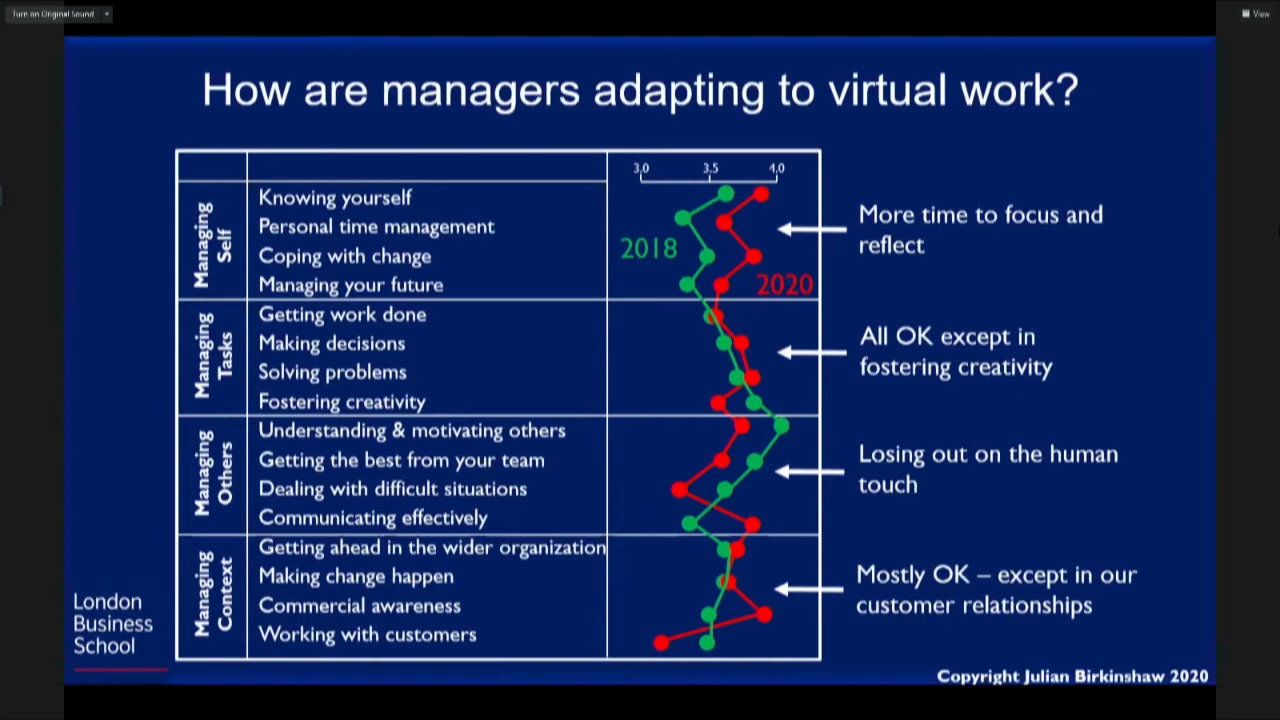 Turn on Original Sound
View
How are managers adapting to virtual work?
3.0 3.5 4.0
Managing
Self
Knowing yourself
Personal time management
Coping with change
Managing your future
2018
2020
More time to focus and
reflect
Managing
Tasks
Getting work done
Making decisions
Solving problems
Fostering creativity
All OK except in
fostering creativity
Managing
Others
Understanding & motivating others
Getting the best from your team
Dealing with difficult situations
Communicating effectively
Losing out on the human
touch
Managing
Context
Getting ahead in the wider organization
Making change happen
Commercial awareness
Working with customers
Mostly OK – except in our
customer relationships
London
Business
School
Copyright Julian Birkinshaw 2020